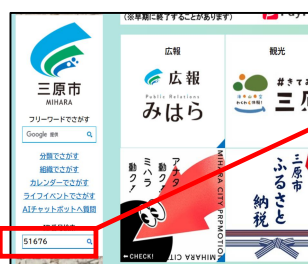 (※早期に終了することがあります)
広報
観光
三原市
MIHARA
広報
Public Relations
みはら
フリーワードでさがす
Google 提供
分類でさがす
組織でさがす
カレンダーでさがす
ライフイベントでさがす
AIチャットボットへ質問
51676
アナタ
動ク?
ミハラ
動ク!
MIHARA CITY PROMOTION
←CHECK!
三原市
ふるさと
納税